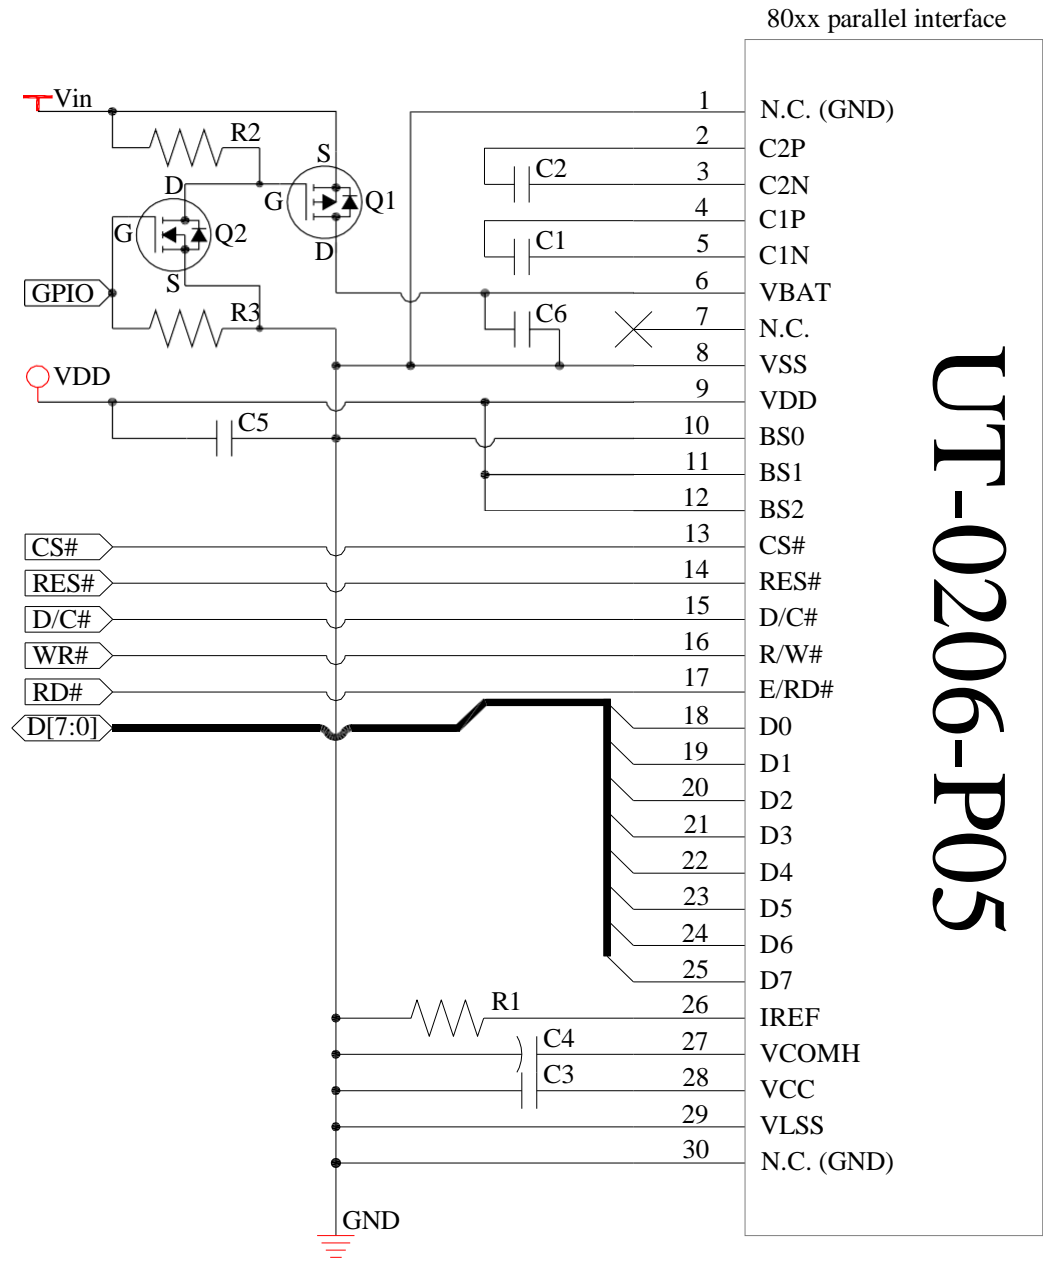 80xx parallel interface
Vin
R2
S
D
G
Q1
G
Q2
D
S
GPIO
R3
VDD
C5
CS#
RES#
D/C#
WR#
RD#
D[7:0]
C2
C1
C6
R1
C4
C3
GND
1 N.C. (GND)
2 C2P
3 C2N
4 C1P
5 C1N
6 VBAT
7 N.C.
8 VSS
9 VDD
10 BS0
11 BS1
12 BS2
13 CS#
14 RES#
15 D/C#
16 R/W#
17 E/RD#
18 D0
19 D1
20 D2
21 D3
22 D4
23 D5
24 D6
25 D7
26 IREF
27 VCOMH
28 VCC
29 VLSS
30 N.C. (GND)
UT-0206-P05